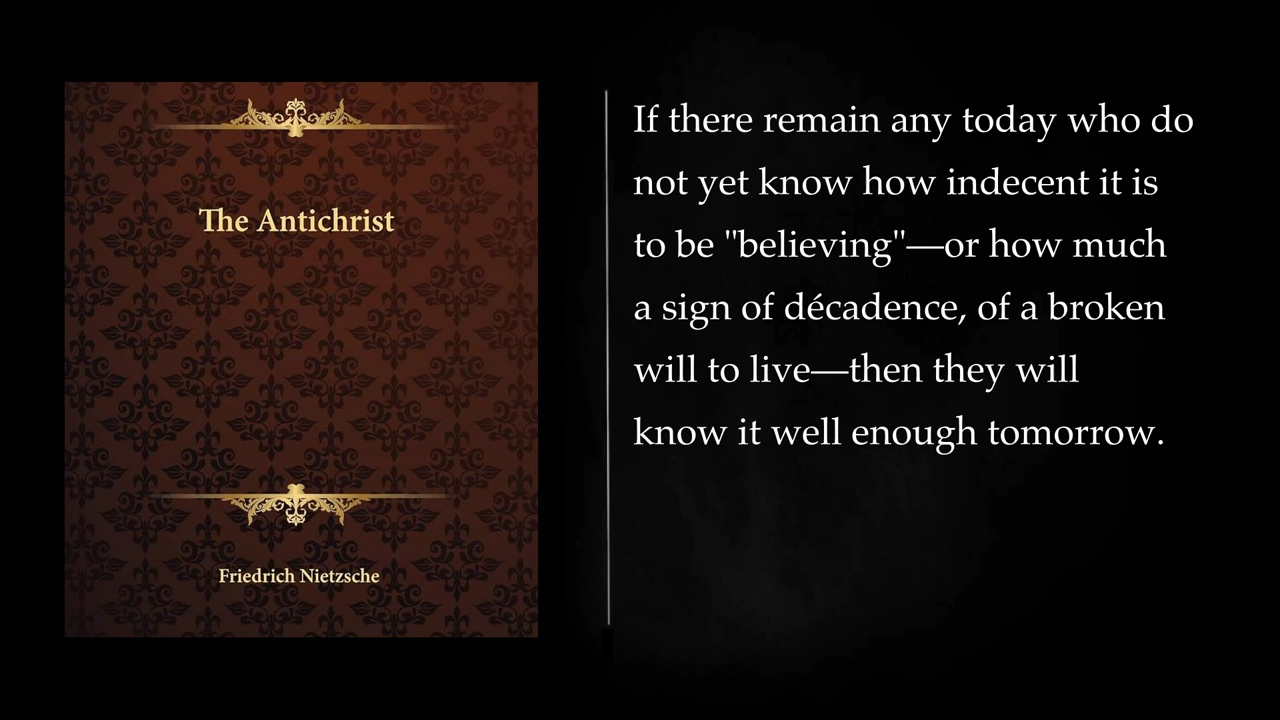 The Antichrist
Friedrich Nietzsche
If there remain any today who do
not yet know how indecent it is
to be "believing"—or how much
a sign of décadence, of a broken
will to live—then they will
know it well enough tomorrow.